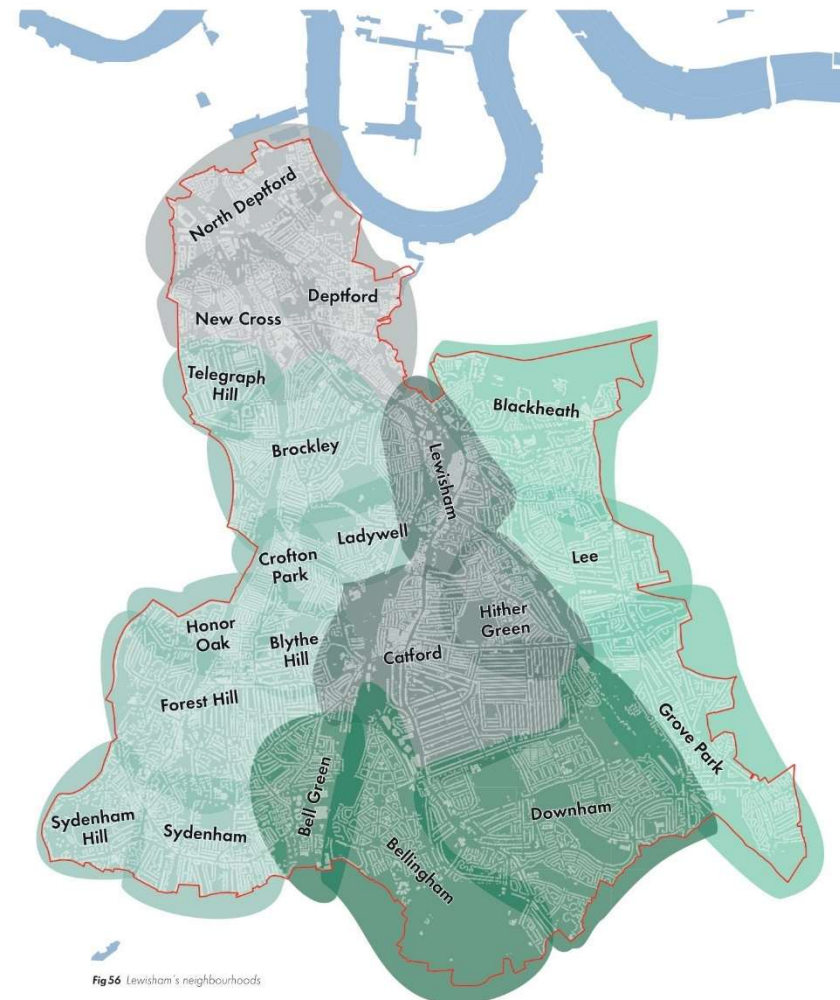 North Deptford
Deptford
New Cross
Telegraph
Hill
Blackheath
Brockley
Lewisham
Ladywell
Crofton
Park
Lee
Honor
Oak
Blythe
Hill
Hither
Green
Catford
Forest Hill
Grove Park
Bell Green
Downham
Sydenham
Hill
Sydenham
Bellingham
Fig 56 Lewisham's neighbourhoods